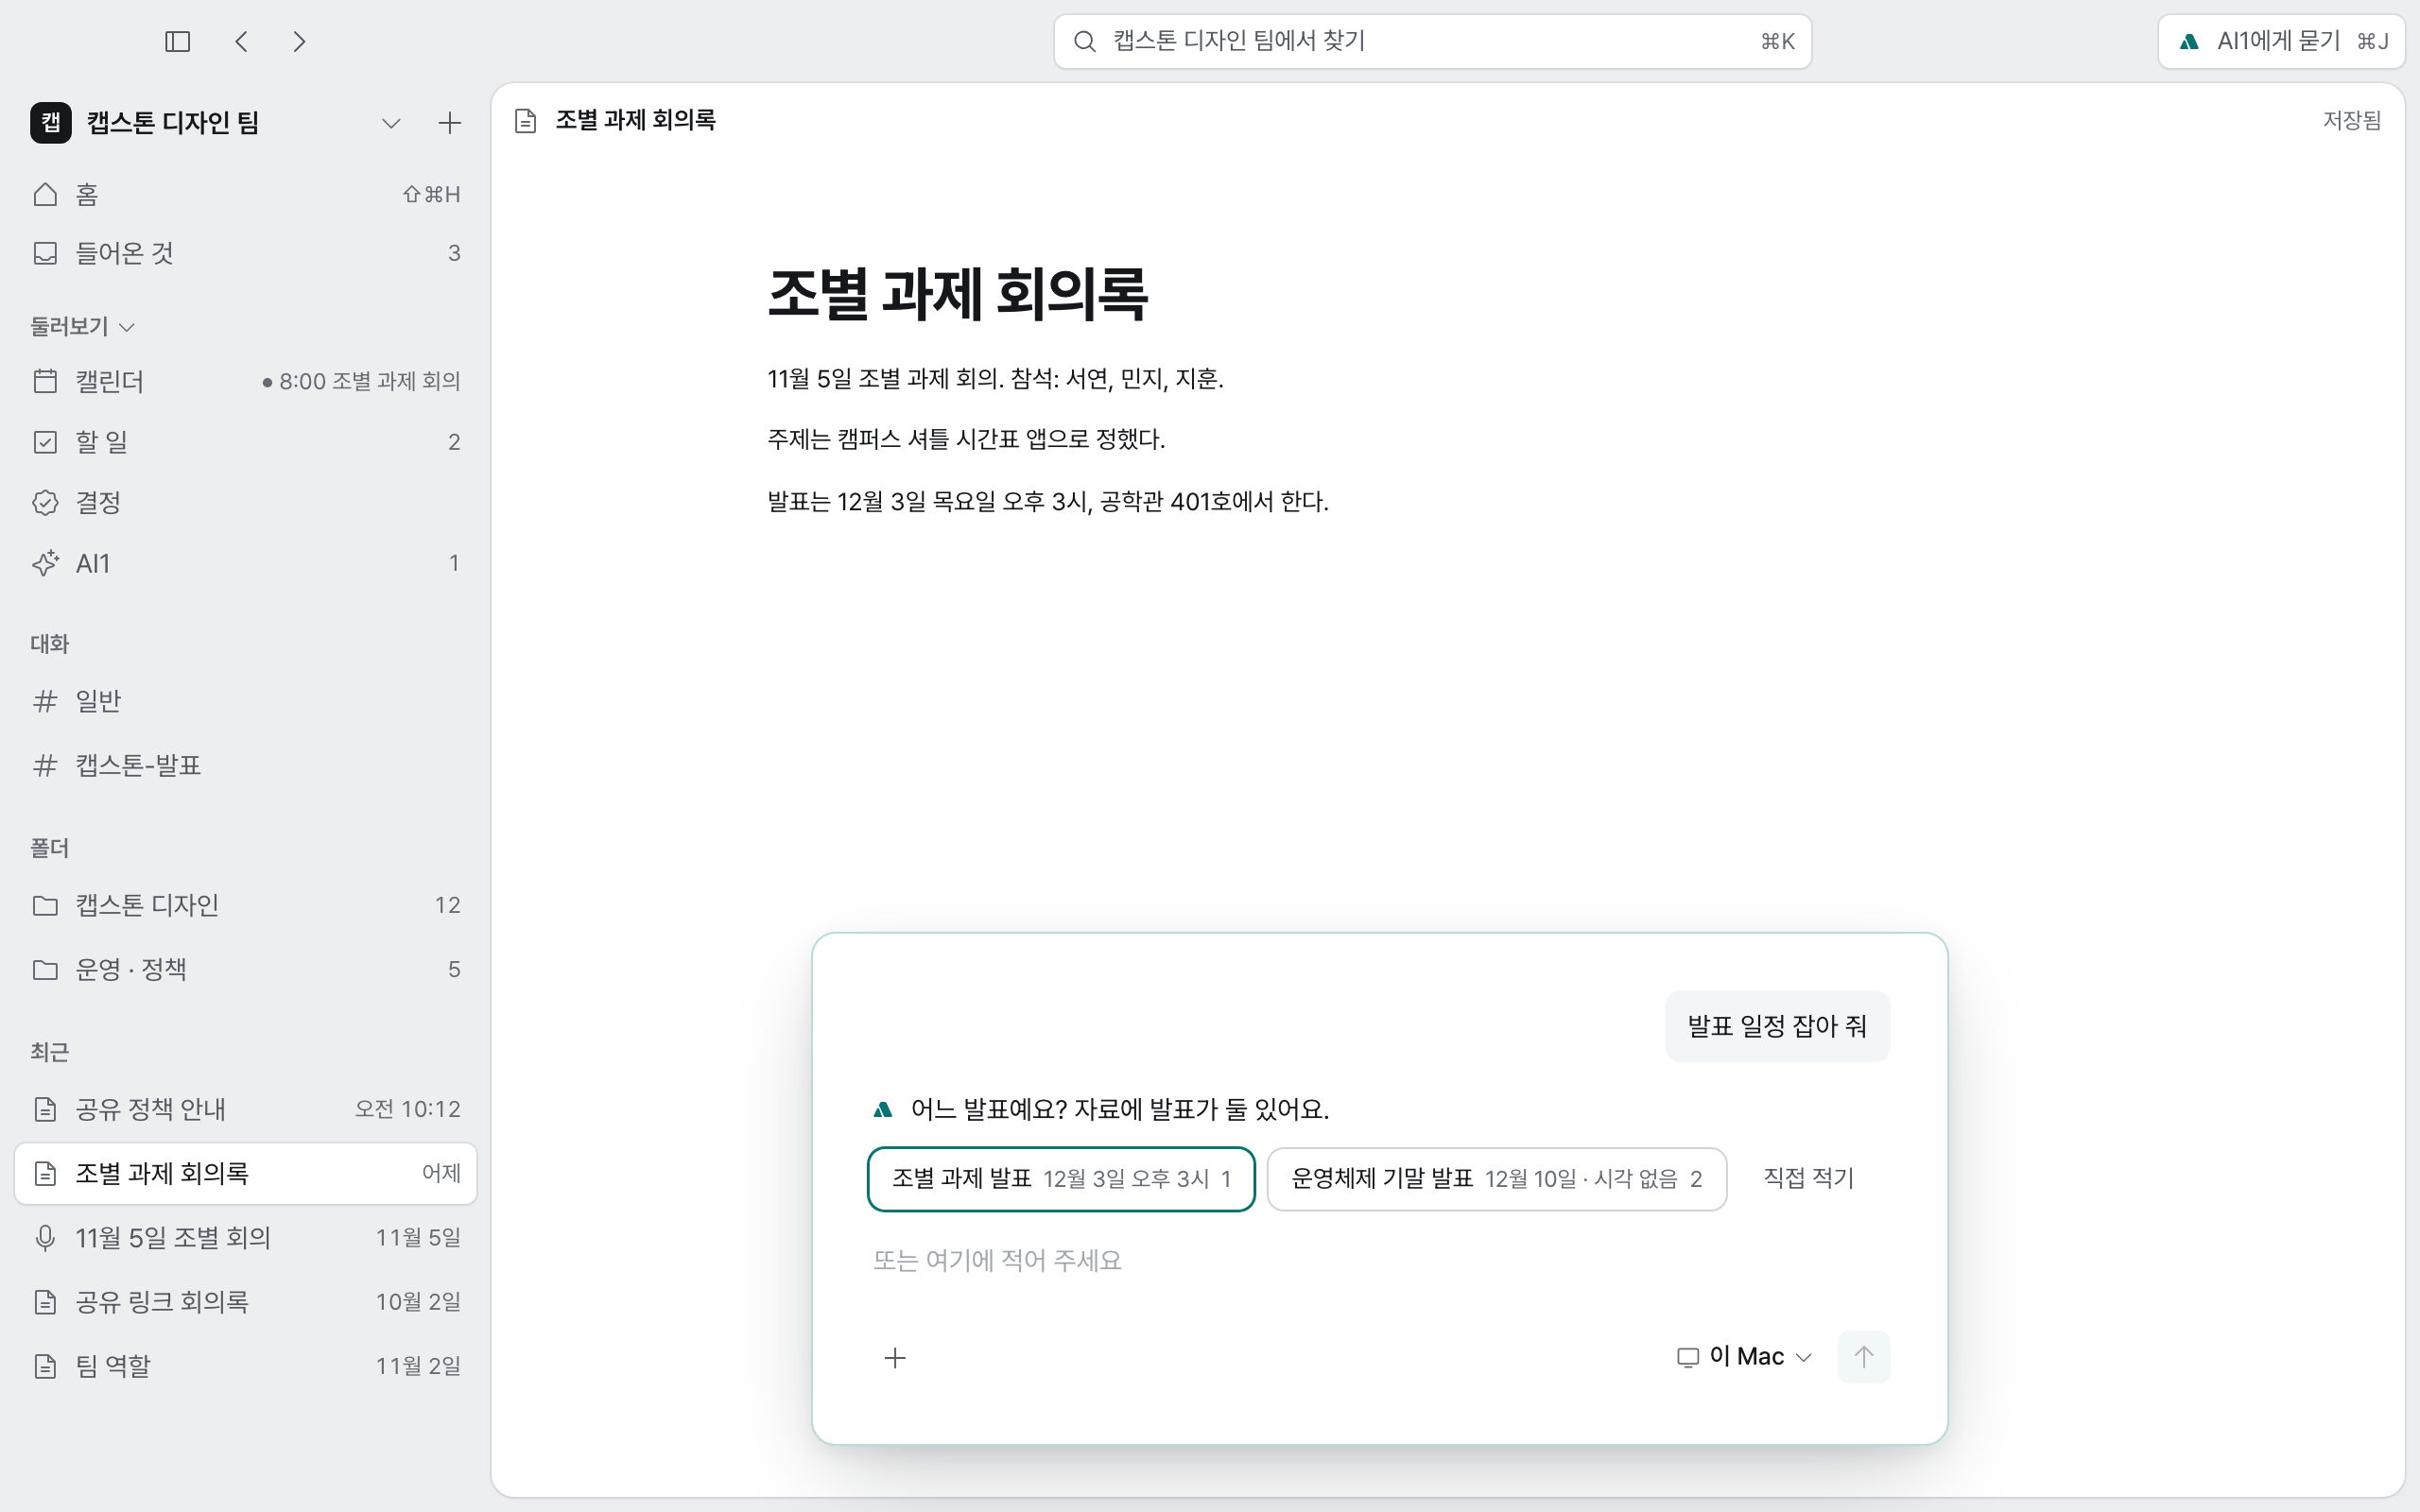 캡스톤 디자인 팀에서 찾기 ⌘K
AI1에게 묻기 ⌘J
캡 캡스톤 디자인 팀
홈 ⇧⌘H
들어온 것 3
둘러보기
캘린더 • 8:00 조별 과제 회의
할 일 2
결정
AI1 1
대화
# 일반
# 캡스톤-발표
폴더
캡스톤 디자인 12
운영 · 정책 5
최근
공유 정책 안내 오전 10:12
조별 과제 회의록 어제
11월 5일 조별 회의 11월 5일
공유 링크 회의록 10월 2일
팀 역할 11월 2일
조별 과제 회의록 저장됨
조별 과제 회의록
11월 5일 조별 과제 회의. 참석: 서연, 민지, 지훈.
주제는 캠퍼스 셔틀 시간표 앱으로 정했다.
발표는 12월 3일 목요일 오후 3시, 공학관 401호에서 한다.
발표 일정 잡아 줘
어느 발표예요? 자료에 발표가 둘 있어요.
조별 과제 발표 12월 3일 오후 3시 1
운영체제 기말 발표 12월 10일 · 시각 없음 2
직접 적기
또는 여기에 적어 주세요
이 Mac